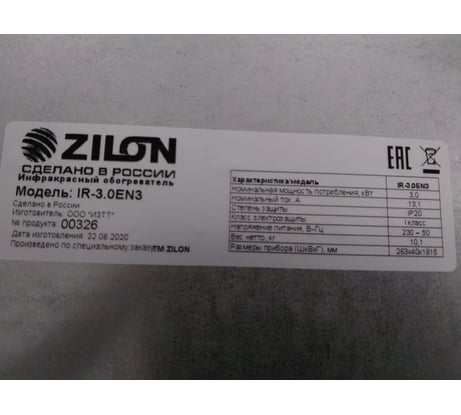 ZILON
СДЕЛАНО В РОССИИ
Инфракрасный обогреватель
Модель: IR-3.0EN3
Сделано в России
Изготовитель: ООО "ИЗТТ"
№ продукта 00326
Дата изготовления: 22.06.2020
Произведено по специальному заказу/TM ZILON
EAC
Характеристика/модель IR-3.0EN3
Номинальная мощность потребления, кВт 3,0
Номинальный ток, А 13,1
Степень защиты IP20
Класс электрозащиты I класс
Напряжение питания, В~Гц 230 ~ 50
Вес нетто, кг 10,1
Размеры прибора (ШхВхГ), мм 263x40x1815